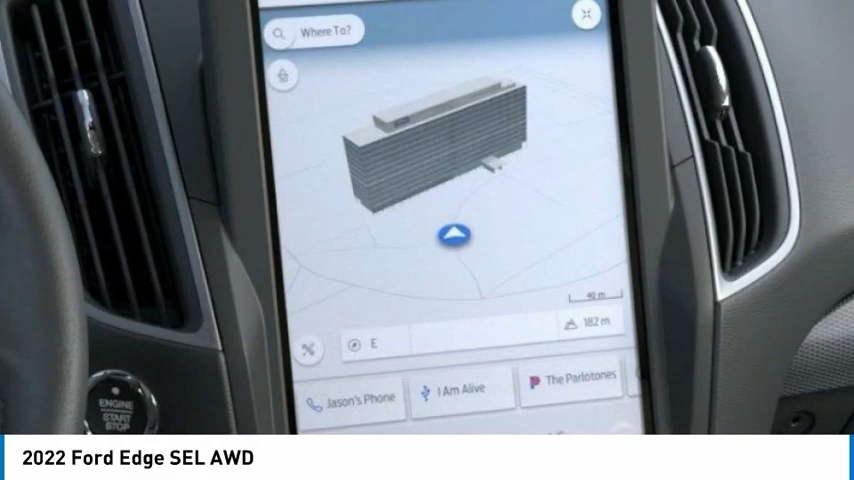 Where To?
40 m
E
182 m
Jason's Phone
I Am Alive
The Parlotones
ENGINE
START
STOP
2022 Ford Edge SEL AWD